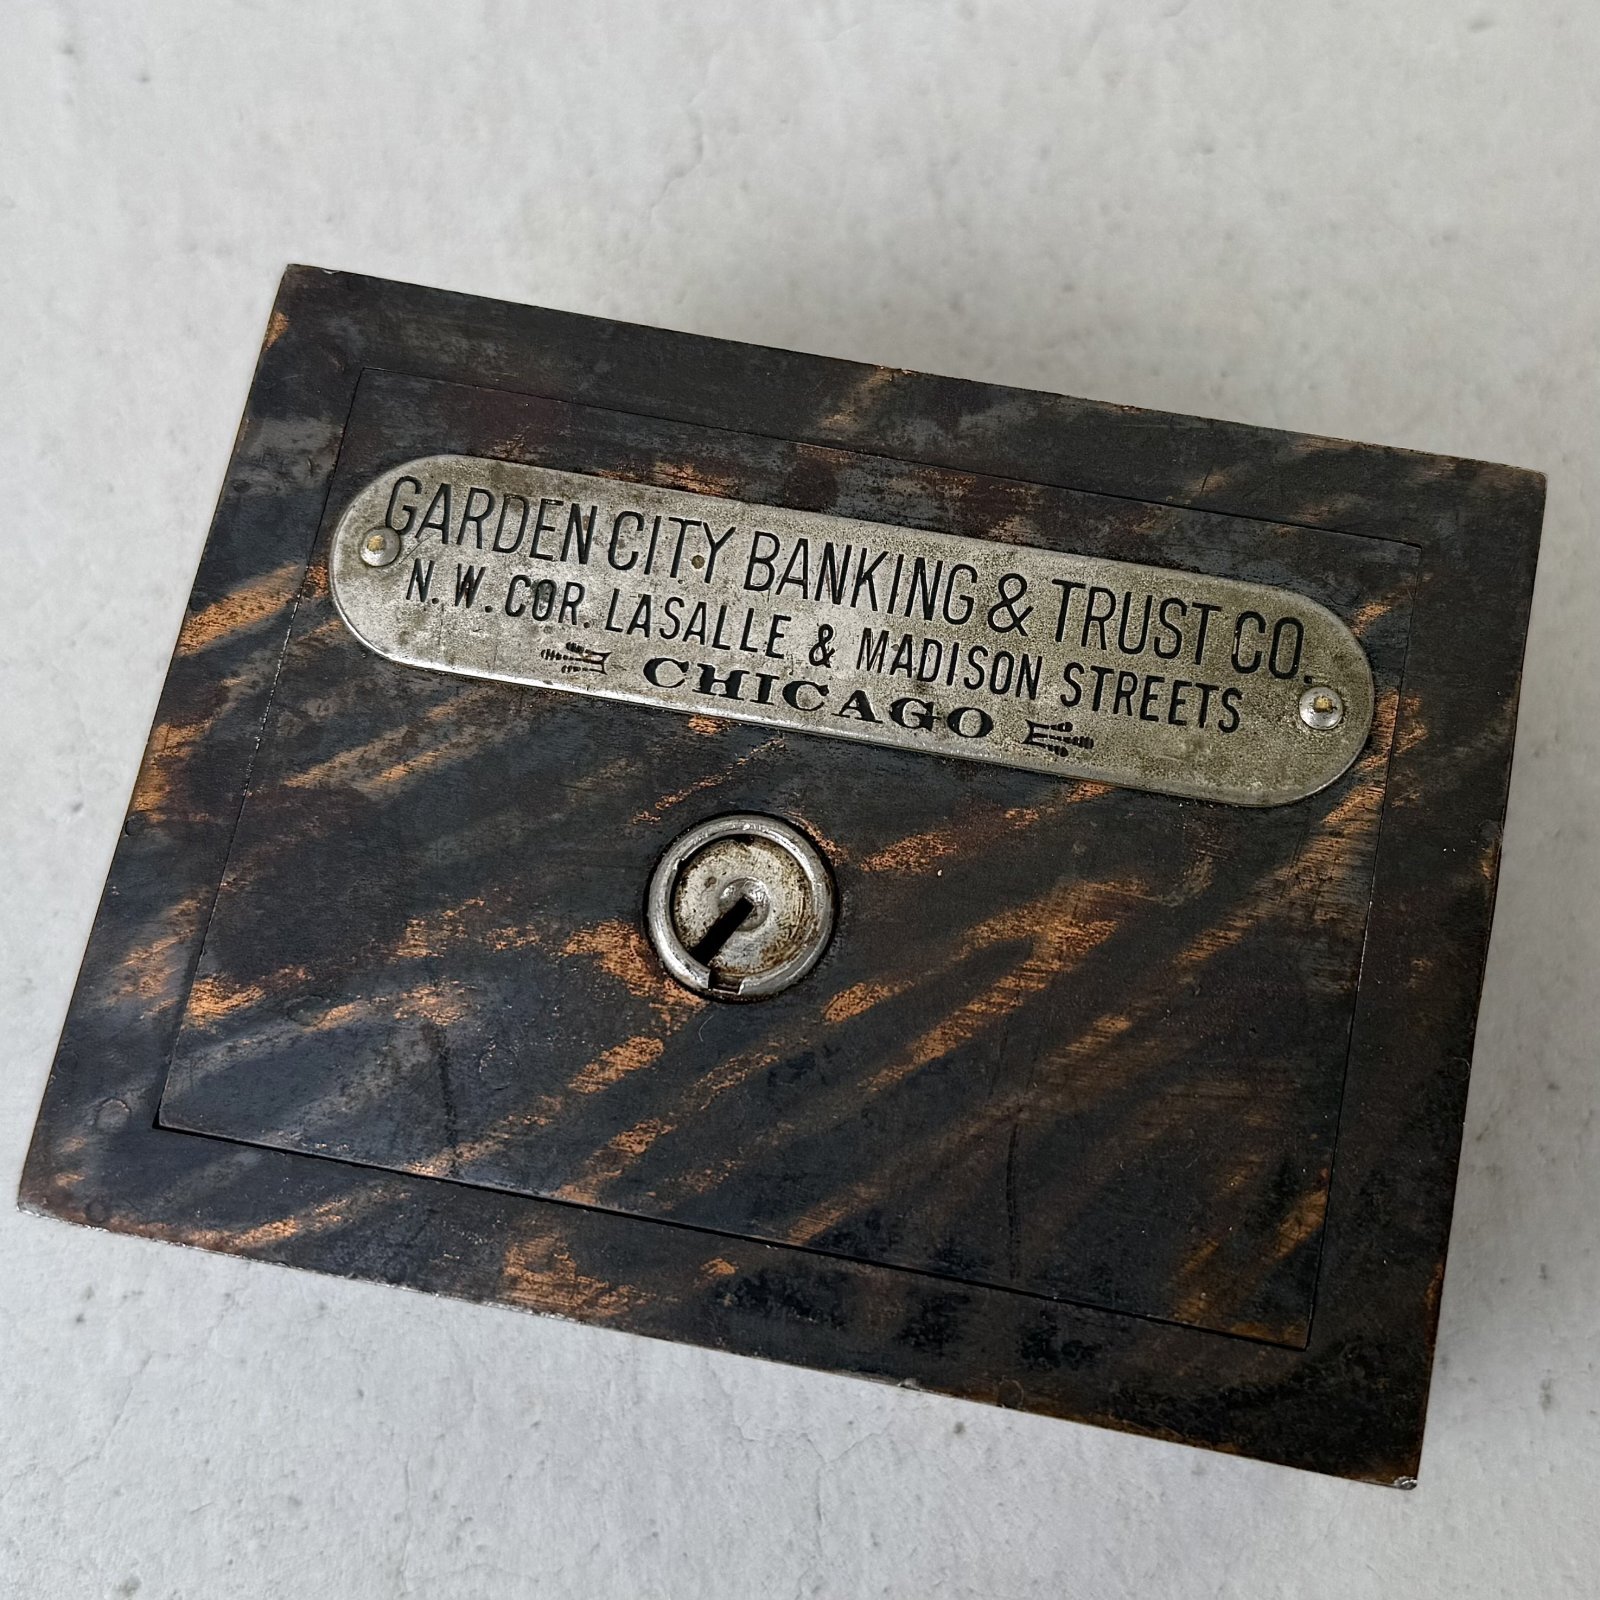 GARDEN CITY BANKING & TRUST CO.
N. W. COR. LASALLE & MADISON STREETS
CHICAGO